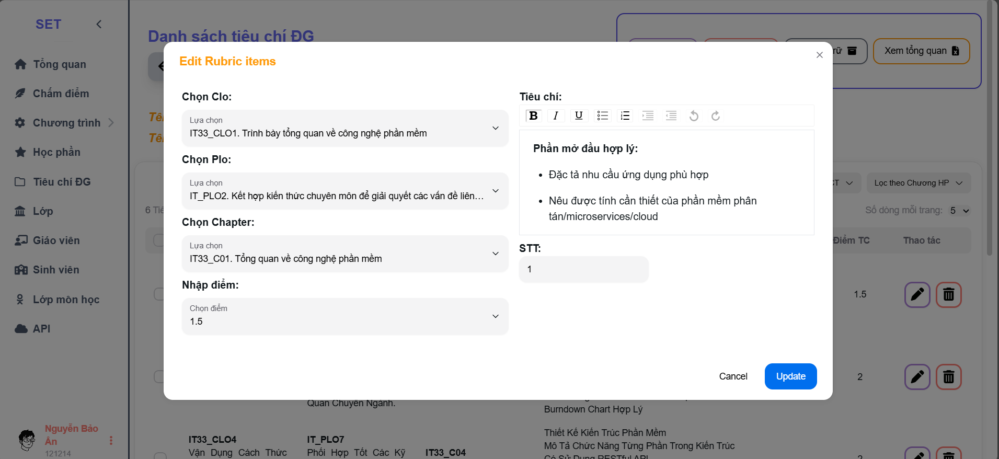 SET
Tổng quan
Chấm điểm
Chương trình
Học phần
Tiêu chí ĐG
Lớp
Giáo viên
Sinh viên
Lớp môn học
API
Nguyễn Bảo
Ân
121214
Danh sách tiêu chí ĐG
Xem tổng quan
Edit Rubric items
Chọn Clo:
Lựa chọn
IT33_CLO1. Trình bày tổng quan về công nghệ phần mềm
Chọn Plo:
Lựa chọn
IT_PLO2. Kết hợp kiến thức chuyên môn để giải quyết các vấn đề liên…
Chọn Chapter:
Lựa chọn
IT33_C01. Tổng quan về công nghệ phần mềm
Nhập điểm:
Chọn điểm
1.5
Tiêu chí:
B I U
Phần mở đầu hợp lý:
• Đặc tả nhu cầu ứng dụng phù hợp
• Nêu được tính cần thiết của phần mềm phân
tán/microservices/cloud
STT:
1
Cancel
Update
Lọc theo Chương HP
6
Số dòng mỗi trang: 5
Điểm TC
Thao tác
1.5
2
Quan Chuyên Ngành.
Burndown Chart Hợp Lý
IT33_CLO4
Vận Dụng Cách Thức
IT_PLO7
Phối Hợp Tốt Các Kỹ
IT33_C04
Thiết Kế Kiến Trúc Phần Mềm
Mô Tả Chức Năng Từng Phần Trong Kiến Trúc
Có Sử Dụng RESTful API
2